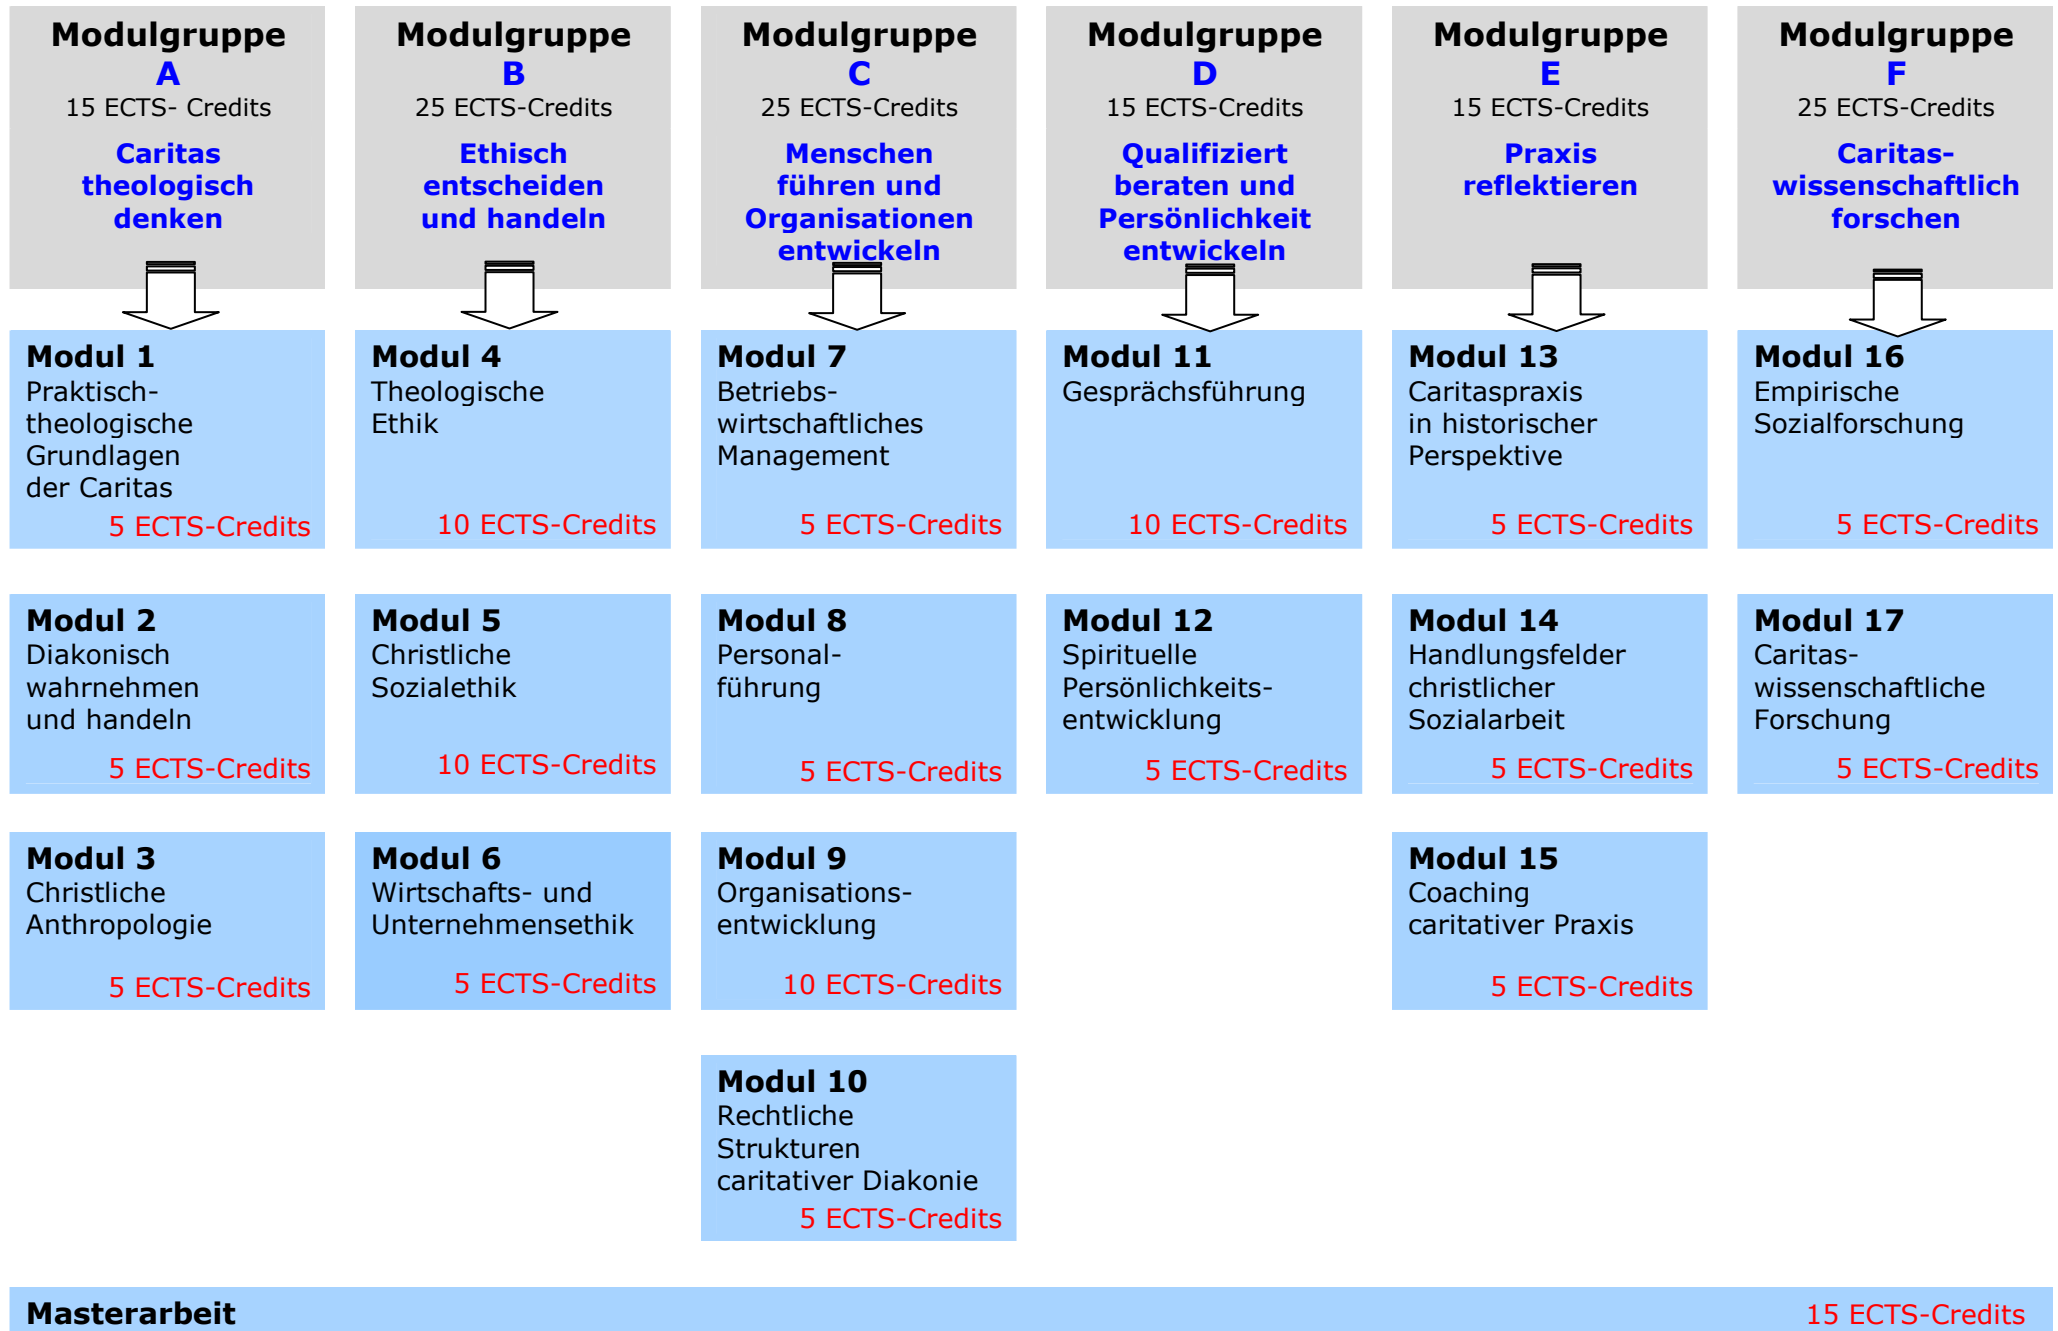 Modulgruppe
A
15 ECTS- Credits
Caritas
theologisch
denken
Modulgruppe
B
25 ECTS-Credits
Ethisch
entscheiden
und handeln
Modulgruppe
C
25 ECTS-Credits
Menschen
führen und
Organisationen
entwickeln
Modulgruppe
D
15 ECTS-Credits
Qualifiziert
beraten und
Persönlichkeit
entwickeln
Modulgruppe
E
15 ECTS-Credits
Praxis
reflektieren
Modulgruppe
F
25 ECTS-Credits
Caritas-
wissenschaftlich
forschen
Modul 1
Praktisch-
theologische
Grundlagen
der Caritas
5 ECTS-Credits
Modul 4
Theologische
Ethik
10 ECTS-Credits
Modul 7
Betriebs-
wirtschaftliches
Management
5 ECTS-Credits
Modul 11
Gesprächsführung
10 ECTS-Credits
Modul 13
Caritaspraxis
in historischer
Perspektive
5 ECTS-Credits
Modul 16
Empirische
Sozialforschung
5 ECTS-Credits
Modul 2
Diakonisch
wahrnehmen
und handeln
5 ECTS-Credits
Modul 5
Christliche
Sozialethik
10 ECTS-Credits
Modul 8
Personal-
führung
5 ECTS-Credits
Modul 12
Spirituelle
Persönlichkeits-
entwicklung
5 ECTS-Credits
Modul 14
Handlungsfelder
christlicher
Sozialarbeit
5 ECTS-Credits
Modul 17
Caritas-
wissenschaftliche
Forschung
5 ECTS-Credits
Modul 3
Christliche
Anthropologie
5 ECTS-Credits
Modul 6
Wirtschafts- und
Unternehmensethik
5 ECTS-Credits
Modul 9
Organisations-
entwicklung
10 ECTS-Credits
Modul 15
Coaching
caritativer Praxis
5 ECTS-Credits
Modul 10
Rechtliche
Strukturen
caritativer Diakonie
5 ECTS-Credits
Masterarbeit 15 ECTS-Credits